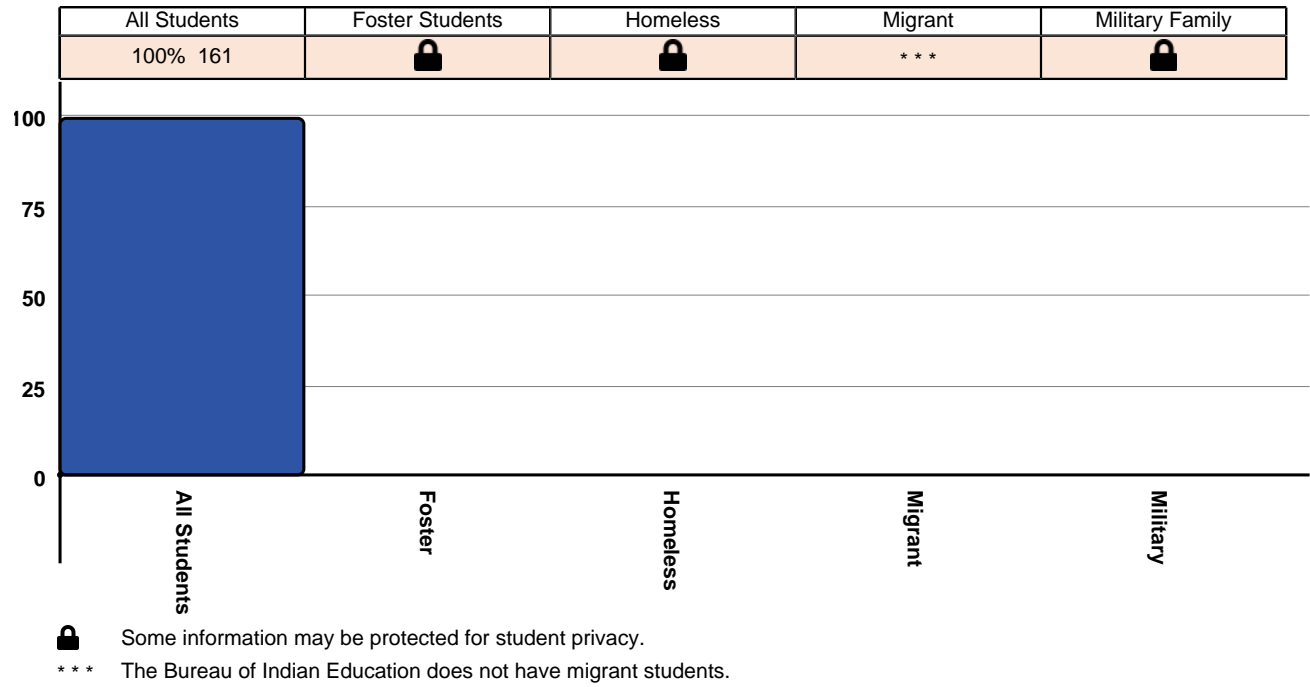 All Students Foster Students Homeless Migrant Military Family
100% 161 * * *
100
75
50
25
0
All Students Foster Homeless Migrant Military
Some information may be protected for student privacy.
* * * The Bureau of Indian Education does not have migrant students.